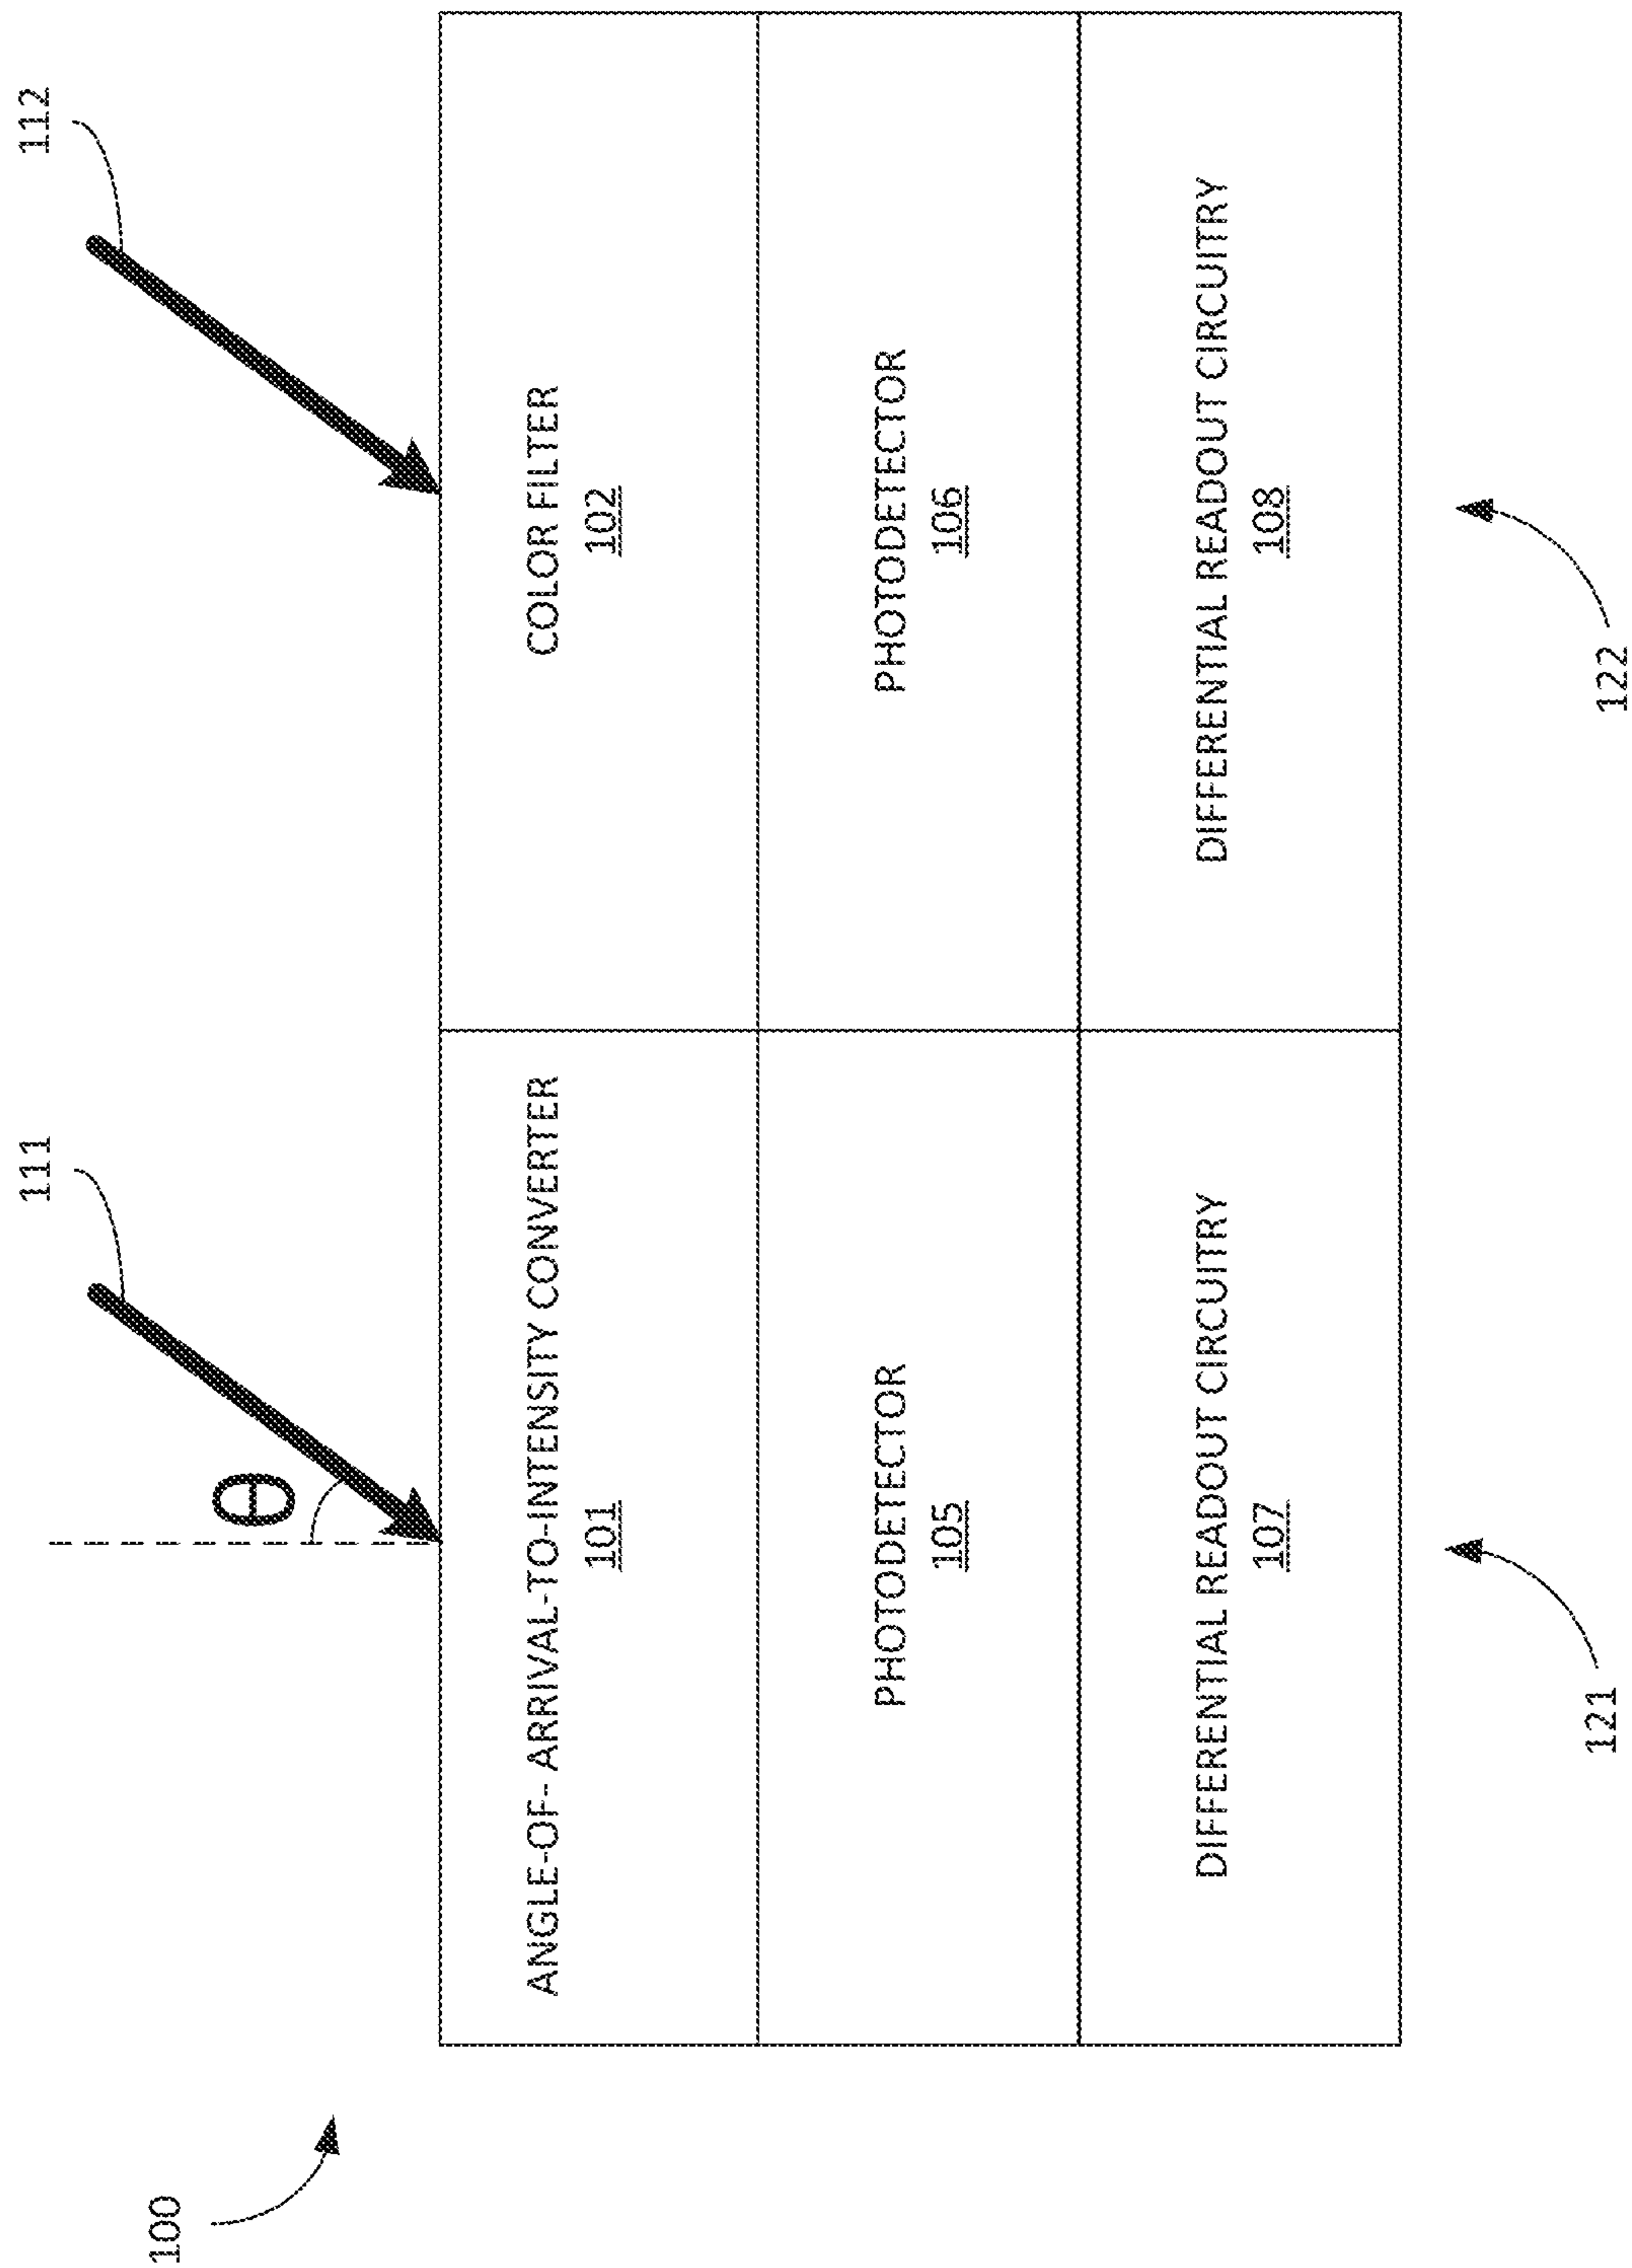 111
112
θ
ANGLE-OF- ARRIVAL-TO-INTENSITY CONVERTER
101
COLOR FILTER
102
PHOTODETECTOR
105
PHOTODETECTOR
106
DIFFERENTIAL READOUT CIRCUITRY
107
DIFFERENTIAL READOUT CIRCUITRY
108
100
121
122